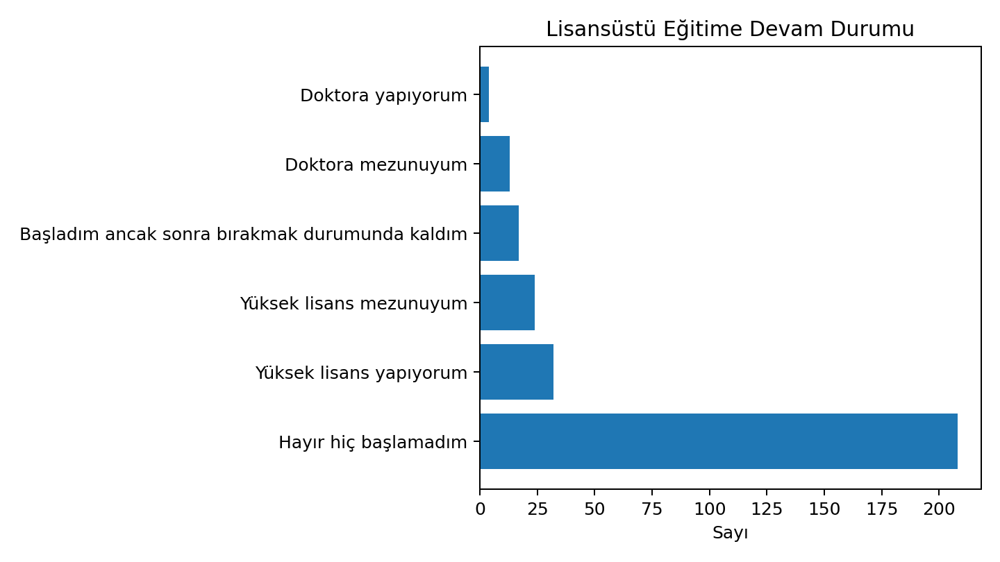 Lisansüstü Eğitime Devam Durumu
Doktora yapıyorum
Doktora mezunuyum
Başladım ancak sonra bırakmak durumunda kaldım
Yüksek lisans mezunuyum
Yüksek lisans yapıyorum
Hayır hiç başlamadım
0 25 50 75 100 125 150 175 200
Sayı